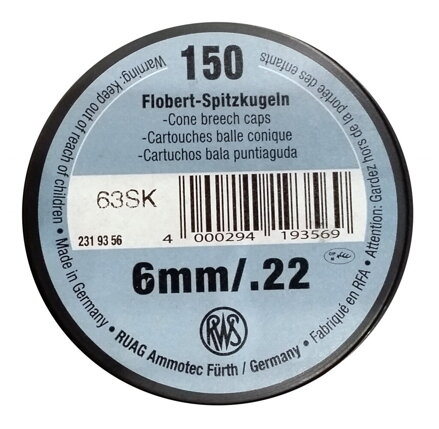 150
Flobert-Spitzkugeln
-Cone breech caps
-Cartouches balle conique
-Cartuchos bala puntiaguda
63SK
231 93 56
4 000294 193569
6mm/.22
RWS
Warning: Keep out of reach of children • Made in Germany • RUAG Ammotec Fürth / Germany • Fabriqué en RFA • Attention: Gardez hors de la portée des enfants